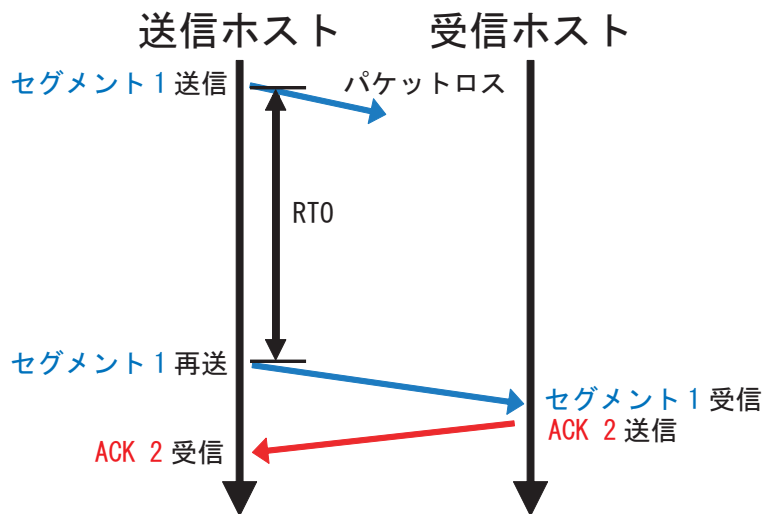 送信ホスト
受信ホスト
セグメント1送信
パケットロス
RTO
セグメント1再送
セグメント1受信
ACK 2送信
ACK 2受信